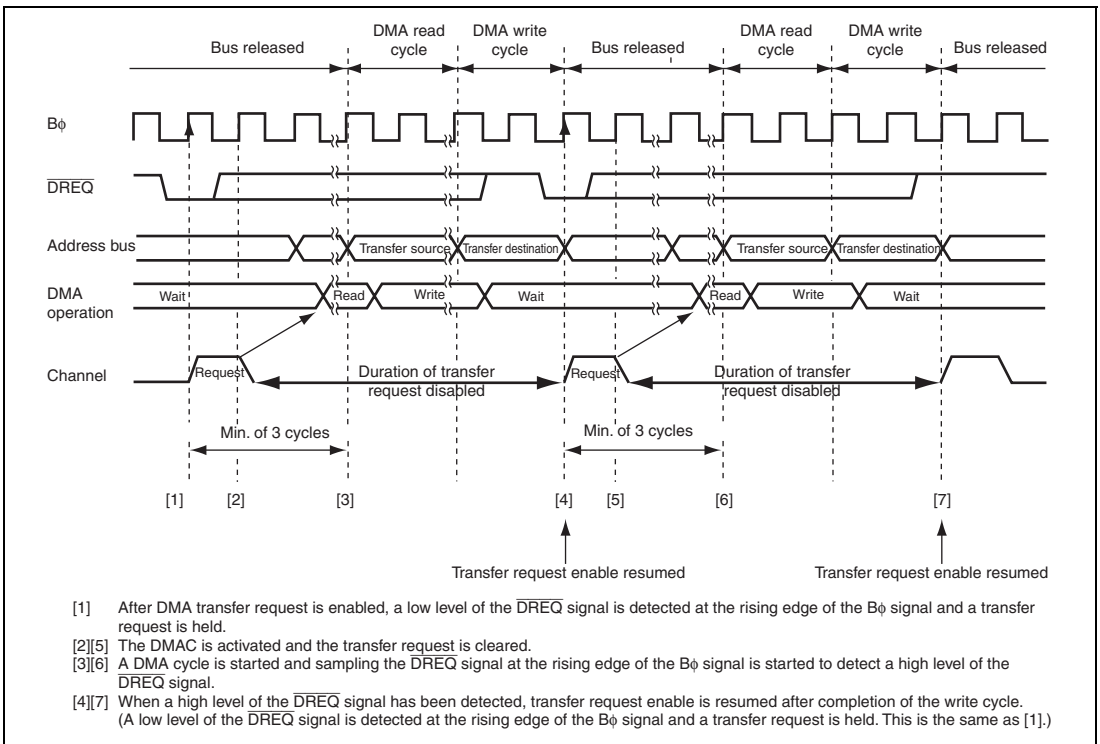 DMA read cycle
DMA write cycle
DMA read cycle
DMA write cycle
Bus released
Bus released
Bus released
Bφ
DREQ
Address bus
Transfer source
Transfer destination
Transfer source
Transfer destination
DMA operation
Wait
Read
Write
Wait
Read
Write
Wait
Channel
Request
Duration of transfer request disabled
Request
Duration of transfer request disabled
Min. of 3 cycles
Min. of 3 cycles
[1]
[2]
[3]
[4]
[5]
[6]
[7]
Transfer request enable resumed
Transfer request enable resumed
[1] After DMA transfer request is enabled, a low level of the DREQ signal is detected at the rising edge of the Bφ signal and a transfer
request is held.
[2][5] The DMAC is activated and the transfer request is cleared.
[3][6] A DMA cycle is started and sampling the DREQ signal at the rising edge of the Bφ signal is started to detect a high level of the
DREQ signal.
[4][7] When a high level of the DREQ signal has been detected, transfer request enable is resumed after completion of the write cycle.
(A low level of the DREQ signal is detected at the rising edge of the Bφ signal and a transfer request is held. This is the same as [1].)